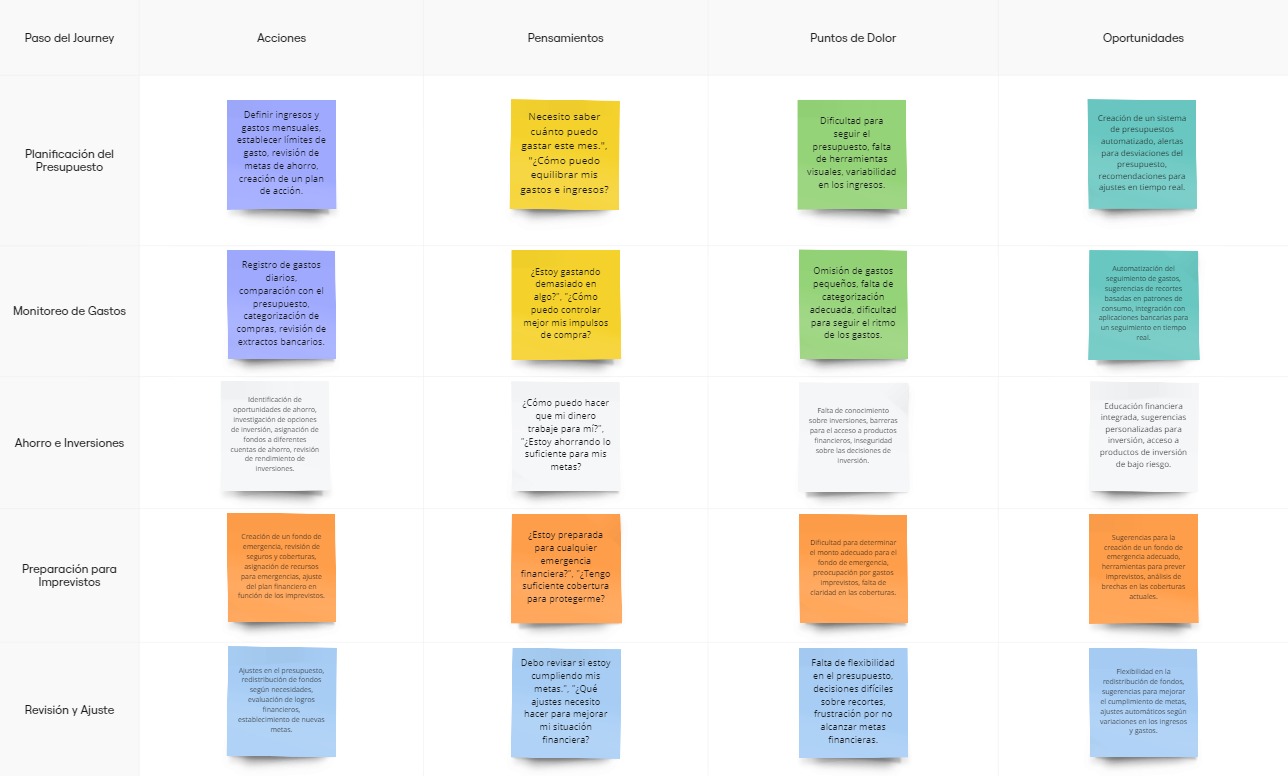 Paso del Journey
Acciones
Pensamientos
Puntos de Dolor
Oportunidades
Planificación del
Presupuesto
Definir ingresos y
gastos mensuales,
establecer límites de
gasto, revisión de
metas de ahorro,
creación de un plan
de acción.
Necesito saber
cuánto puedo
gastar este mes.",
"¿Cómo puedo
equilibrar mis
gastos e ingresos?
Dificultad para
seguir el
presupuesto, falta
de herramientas
visuales, variabilidad
en los ingresos.
Creación de un sistema
de presupuestos
automatizado, alertas
para desviaciones del
presupuesto,
recomendaciones para
ajustes en tiempo real.
Monitoreo de Gastos
Registro de gastos
diarios,
comparación con el
presupuesto,
categorización de
compras, revisión de
extractos bancarios.
¿Estoy gastando
demasiado en
algo?", "¿Cómo
puedo controlar
mejor mis impulsos
de compra?
Omisión de gastos
pequeños, falta de
categorización
adecuada, dificultad
para seguir el ritmo
de los gastos.
Automatización del
seguimiento de gastos,
sugerencias de recortes
basadas en patrones de
consumo, integración con
aplicaciones bancarias para
un seguimiento en tiempo
real.
Ahorro e Inversiones
Identificación de
oportunidades de ahorro,
investigación de opciones
de inversión, asignación de
fondos a diferentes
cuentas de ahorro, revisión
de rendimiento de
inversiones.
¿Cómo puedo hacer
que mi dinero
trabaje para mí?",
"¿Estoy ahorrando lo
suficiente para mis
metas?
Falta de conocimiento
sobre inversiones, barreras
para el acceso a productos
financieros, inseguridad
sobre las decisiones de
inversión.
Educación financiera
integrada, sugerencias
personalizadas para
inversión, acceso a
productos de inversión
de bajo riesgo.
Preparación para
Imprevistos
Creación de un fondo de
emergencia, revisión de
seguros y coberturas,
asignación de recursos
para emergencias, ajuste
del plan financiero en
función de los imprevistos.
¿Estoy preparada
para cualquier
emergencia
financiera?", "¿Tengo
suficiente cobertura
para protegerme?
Dificultad para determinar
el monto adecuado para el
fondo de emergencia,
preocupación por gastos
imprevistos, falta de
claridad en las coberturas.
Sugerencias para la
creación de un fondo de
emergencia adecuado,
herramientas para prever
imprevistos, análisis de
brechas en las coberturas
actuales.
Revisión y Ajuste
Ajustes en el presupuesto,
redistribución de fondos
según necesidades,
evaluación de logros
financieros,
establecimiento de nuevas
metas.
Debo revisar si estoy
cumpliendo mis
metas.", "¿Qué
ajustes necesito
hacer para mejorar
mi situación
financiera?
Falta de flexibilidad
en el presupuesto,
decisiones difíciles
sobre recortes,
frustración por no
alcanzar metas
financieras.
Flexibilidad en la
redistribución de fondos,
sugerencias para mejorar
el cumplimiento de metas,
ajustes automáticos según
variaciones en los ingresos
y gastos.